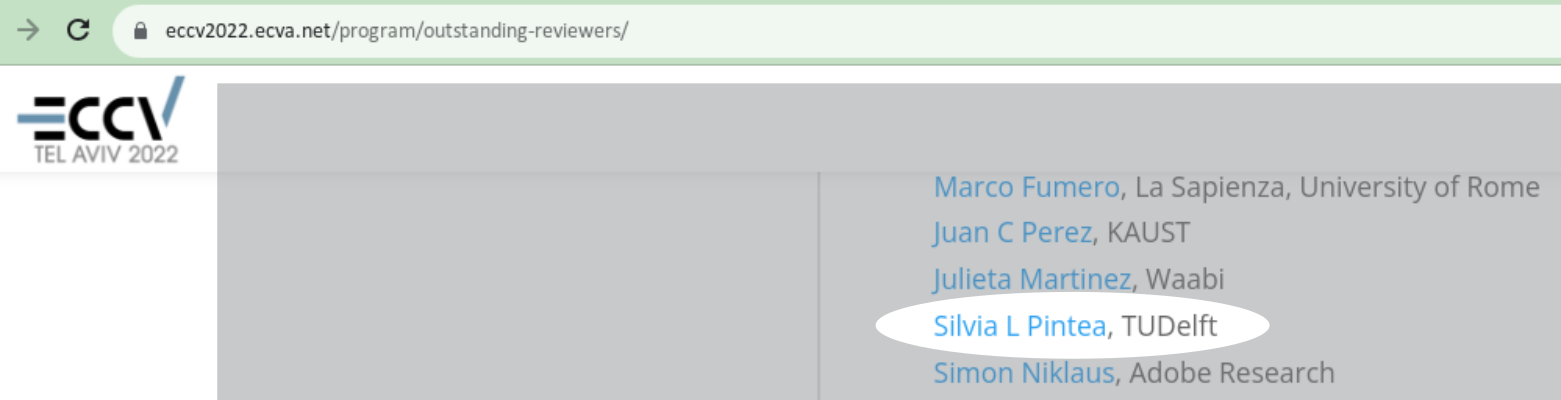 eccv2022.ecva.net/program/outstanding-reviewers/
ECCV
TEL AVIV 2022
Marco Fumero, La Sapienza, University of Rome
Juan C Perez, KAUST
Julieta Martinez, Waabi
Silvia L Pintea, TUDelft
Simon Niklaus, Adobe Research